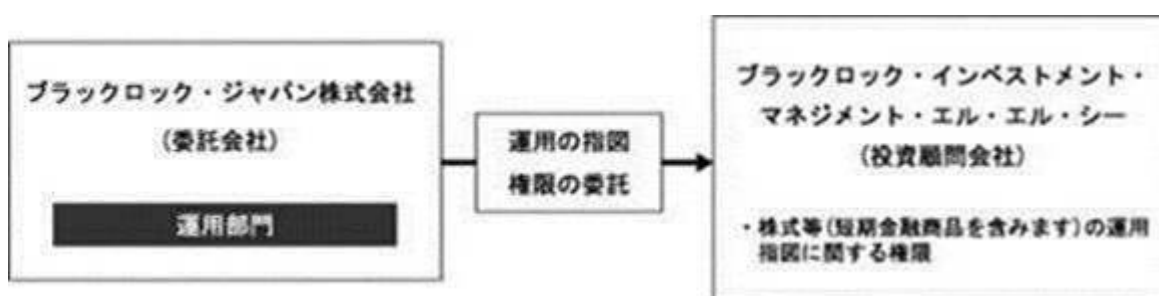 ブラックロック・ジャパン株式会社
(委託会社)
運用部門
運用の指図
権限の委託
ブラックロック・インベストメント・
マネジメント・エル・エル・シー
(投資顧問会社)
・株式等(短期金融商品を含みます)の運用
指図に関する権限